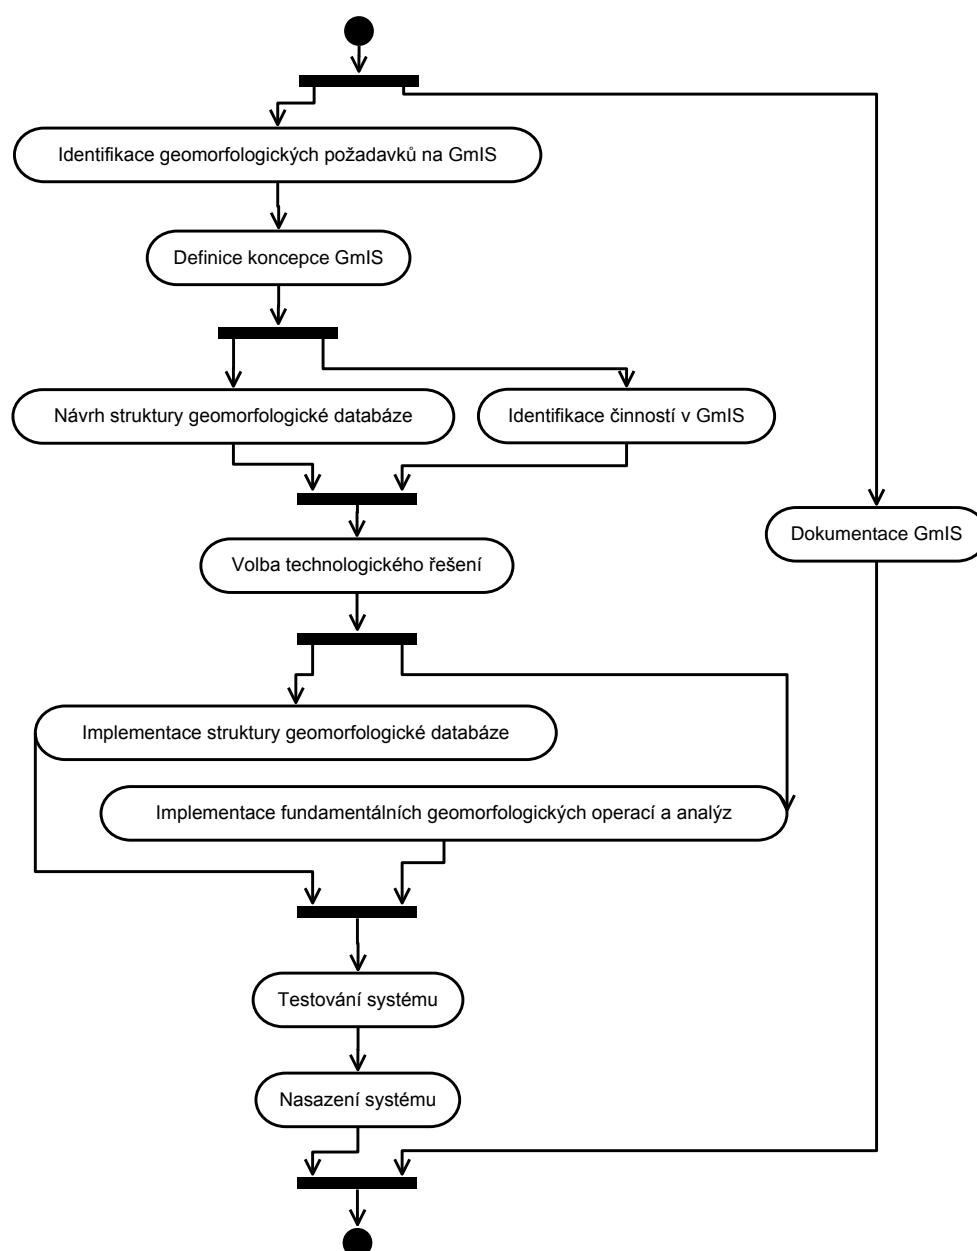 Identifikace geomorfologických požadavků na GmIS
Definice koncepce GmIS
Návrh struktury geomorfologické databáze
Identifikace činností v GmIS
Dokumentace GmIS
Volba technologického řešení
Implementace struktury geomorfologické databáze
Implementace fundamentálních geomorfologických operací a analýz
Testování systému
Nasazení systému